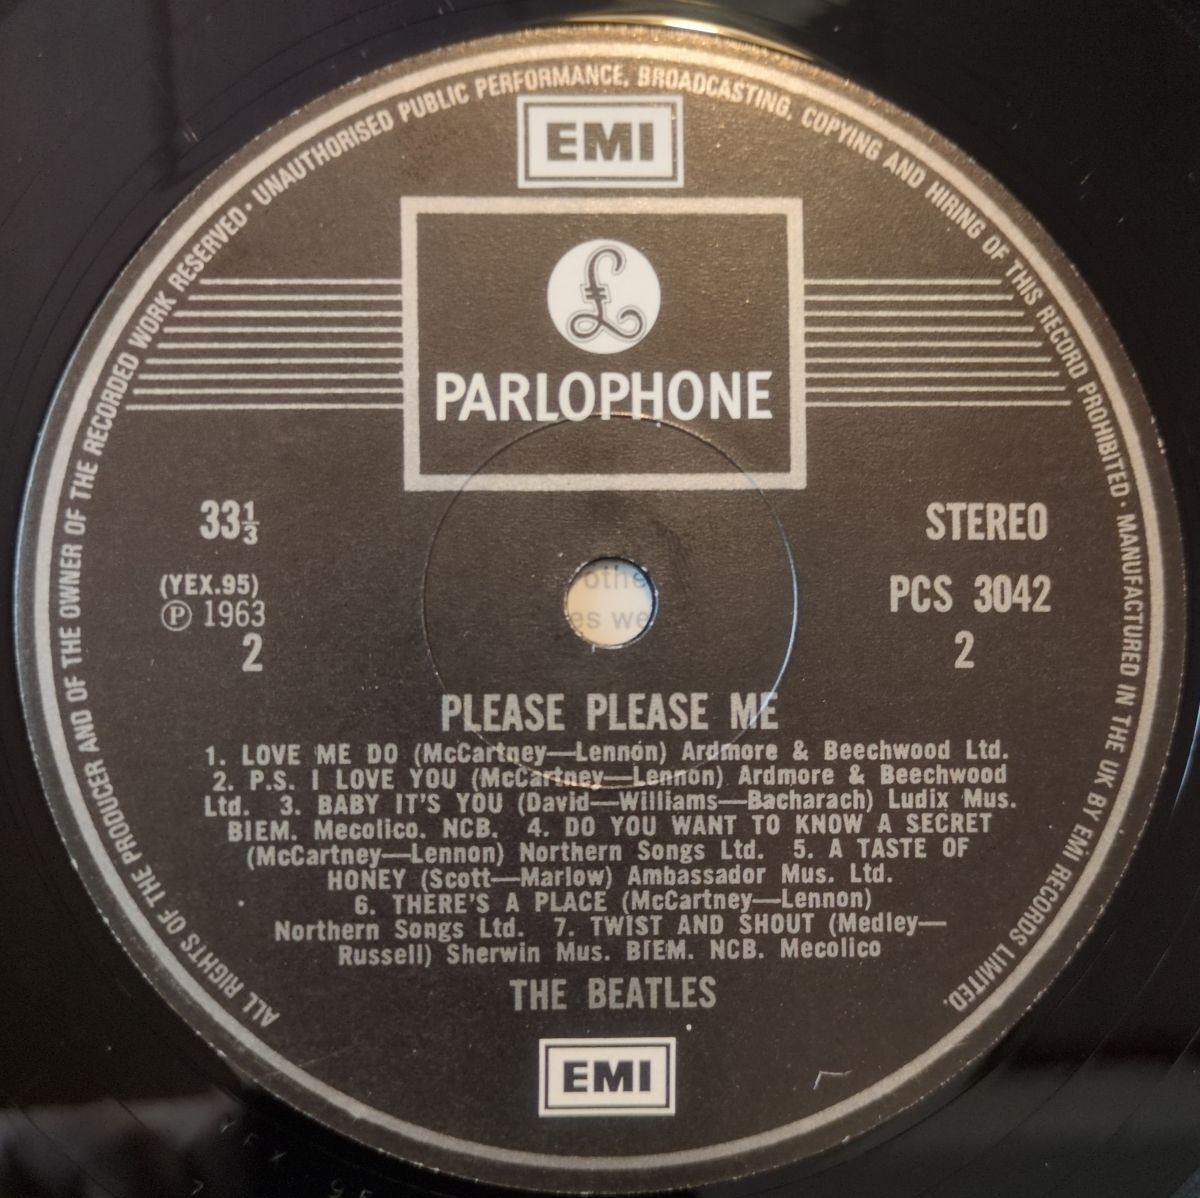 ALL RIGHTS OF THE PRODUCER AND OF THE OWNER OF THE RECORDED WORK RESERVED · UNAUTHORISED PUBLIC PERFORMANCE, BROADCASTING, COPYING AND HIRING OF THIS RECORD PROHIBITED · MANUFACTURED IN THE UK BY EMI RECORDS LIMITED.
EMI
£
PARLOPHONE
33⅓
STEREO
(YEX.95)
PCS 3042
℗ 1963
2
2
othe
es we
PLEASE PLEASE ME
1. LOVE ME DO (McCartney—Lennon) Ardmore & Beechwood Ltd.
2. P.S. I LOVE YOU (McCartney—Lennon) Ardmore & Beechwood
Ltd. 3. BABY IT'S YOU (David—Williams—Bacharach) Ludix Mus.
BIEM. Mecolico. NCB. 4. DO YOU WANT TO KNOW A SECRET
(McCartney—Lennon) Northern Songs Ltd. 5. A TASTE OF
HONEY (Scott—Marlow) Ambassador Mus. Ltd.
6. THERE'S A PLACE (McCartney—Lennon)
Northern Songs Ltd. 7. TWIST AND SHOUT (Medley—
Russell) Sherwin Mus. BIEM. NCB. Mecolico
THE BEATLES
EMI